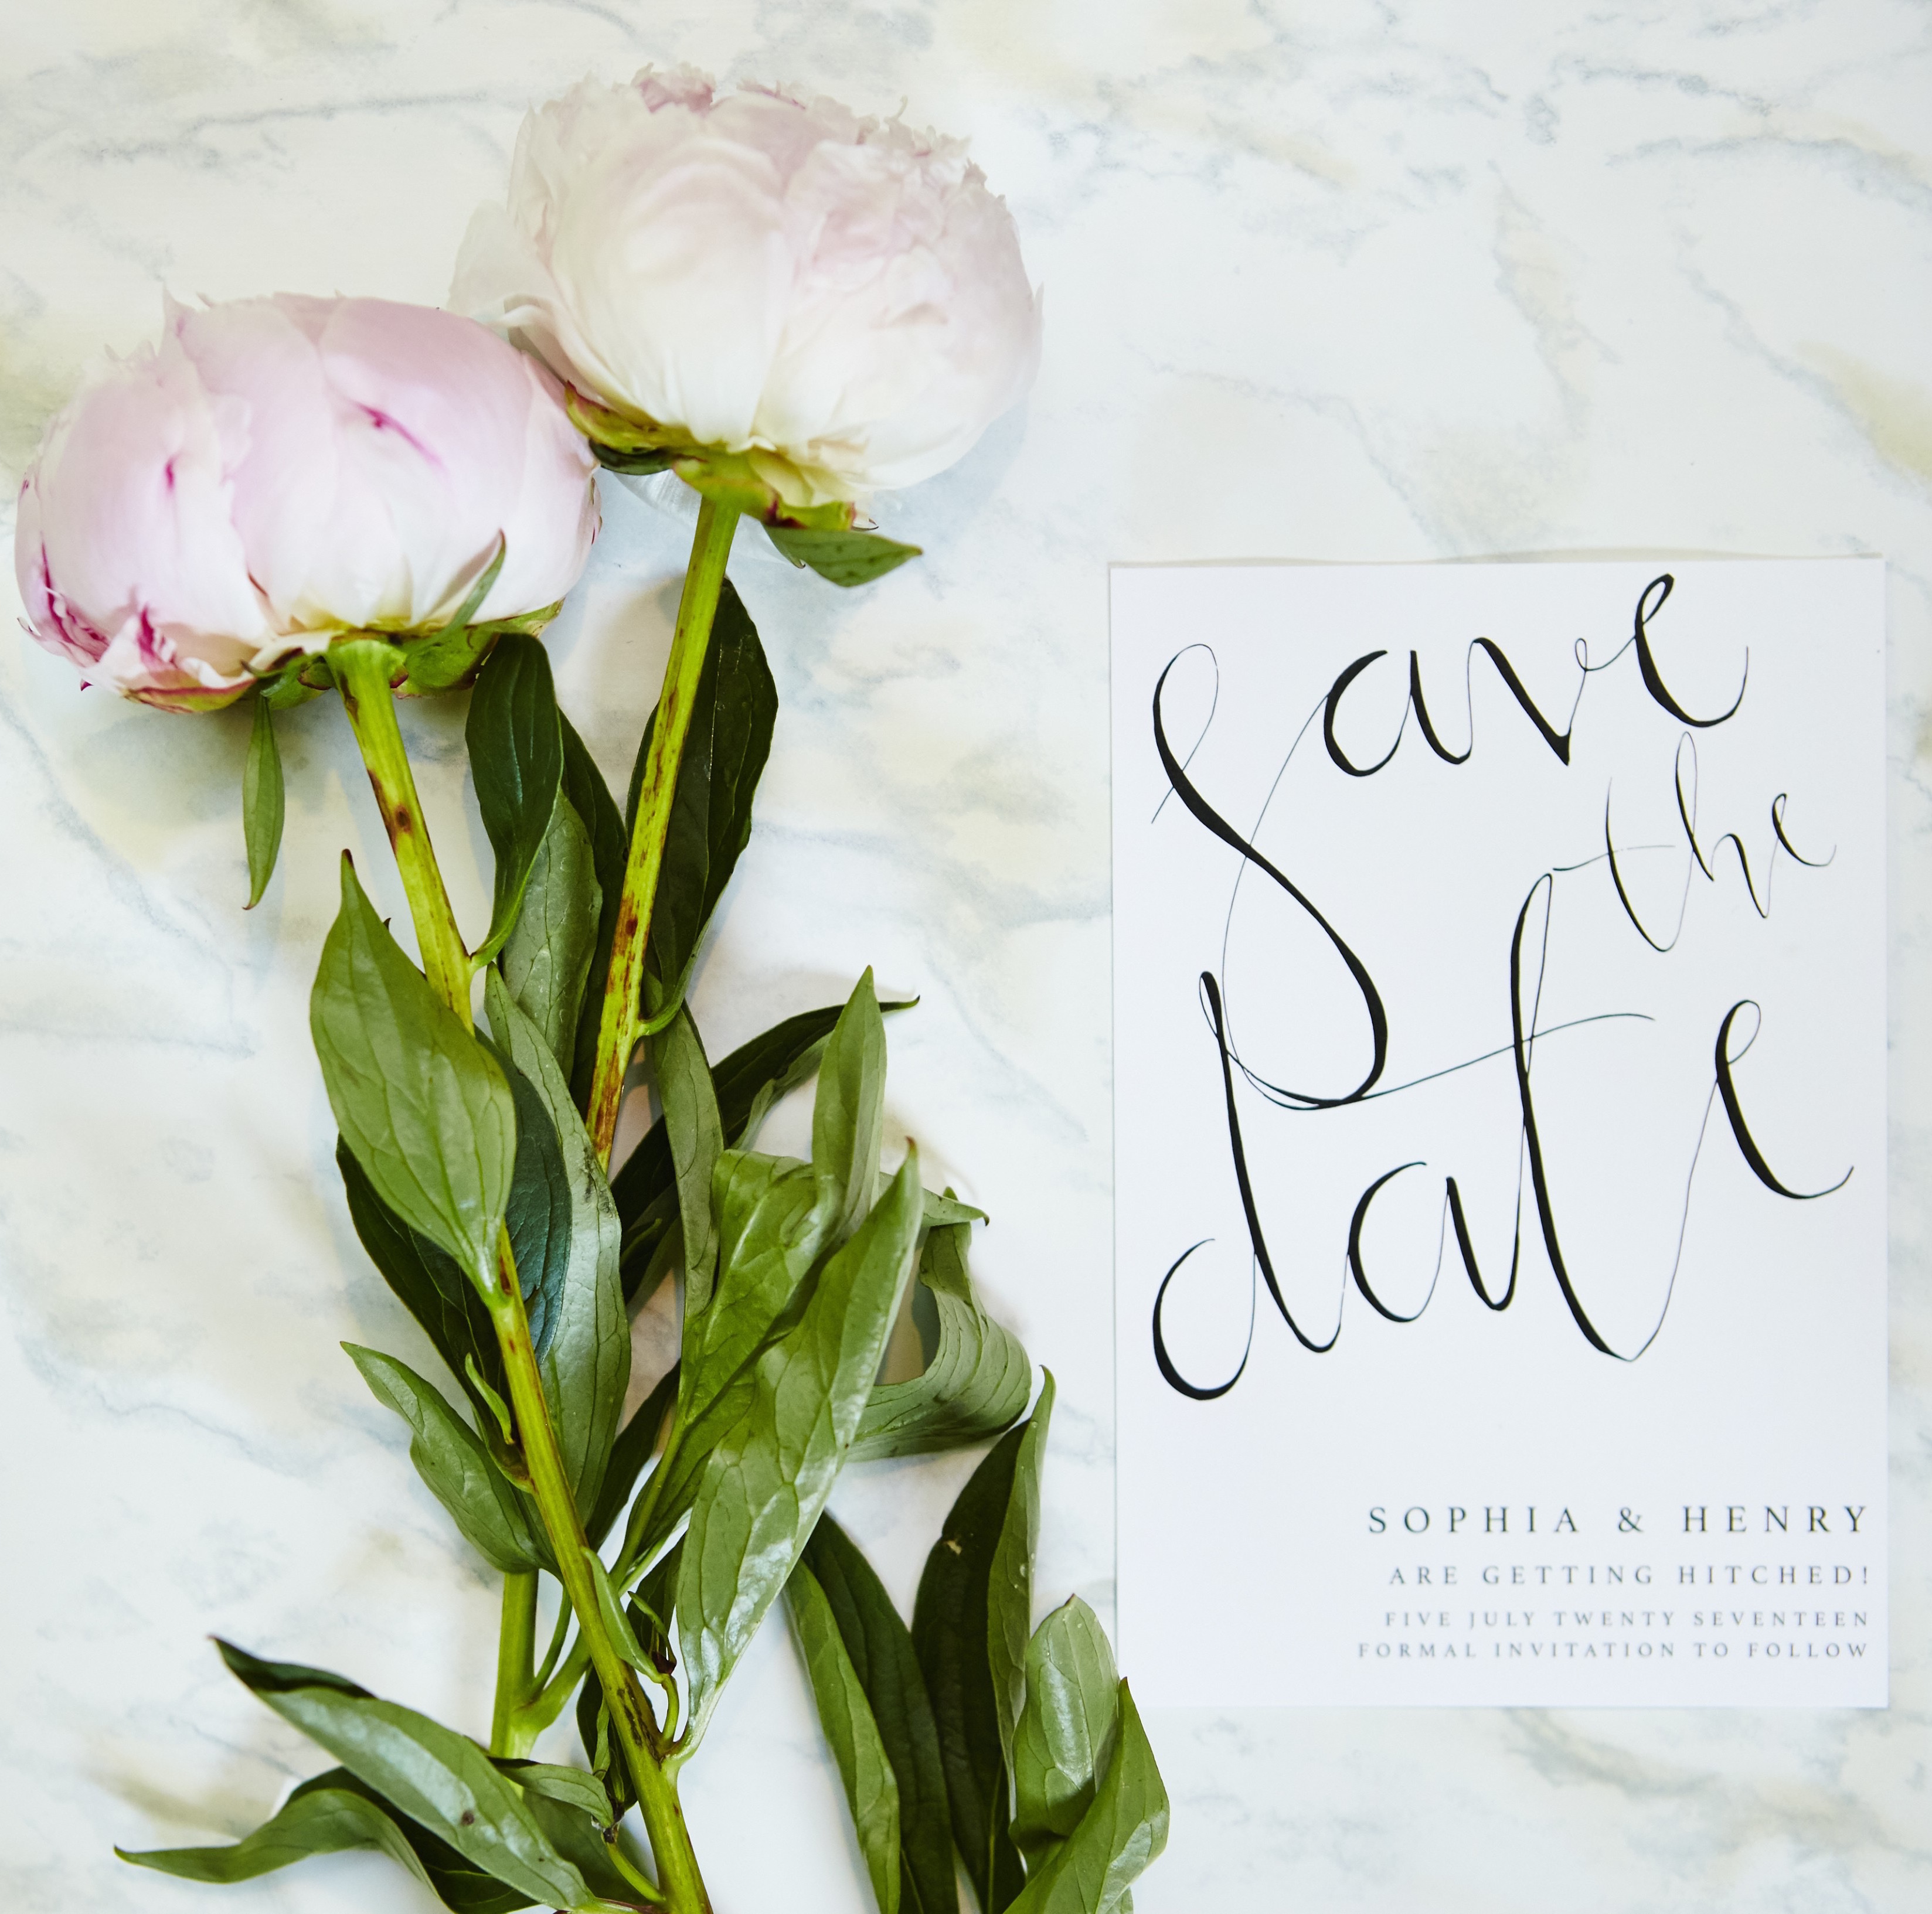 Save
the
date
SOPHIA & HENRY
ARE GETTING HITCHED!
FIVE JULY TWENTY SEVENTEEN
FORMAL INVITATION TO FOLLOW